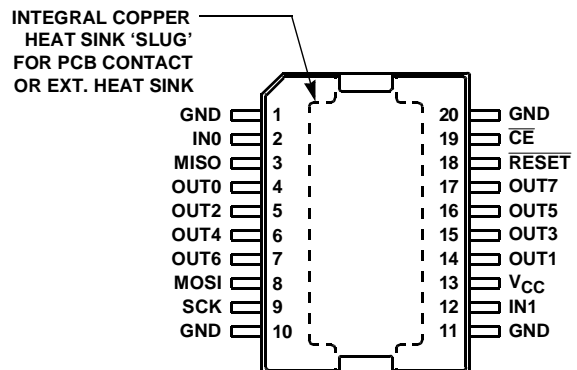 INTEGRAL COPPER
HEAT SINK ‘SLUG’
FOR PCB CONTACT
OR EXT. HEAT SINK
GND 1 20 GND
IN0 2 19 CE
MISO 3 18 RESET
OUT0 4 17 OUT7
OUT2 5 16 OUT5
OUT4 6 15 OUT3
OUT6 7 14 OUT1
MOSI 8 13 VCC
SCK 9 12 IN1
GND 10 11 GND